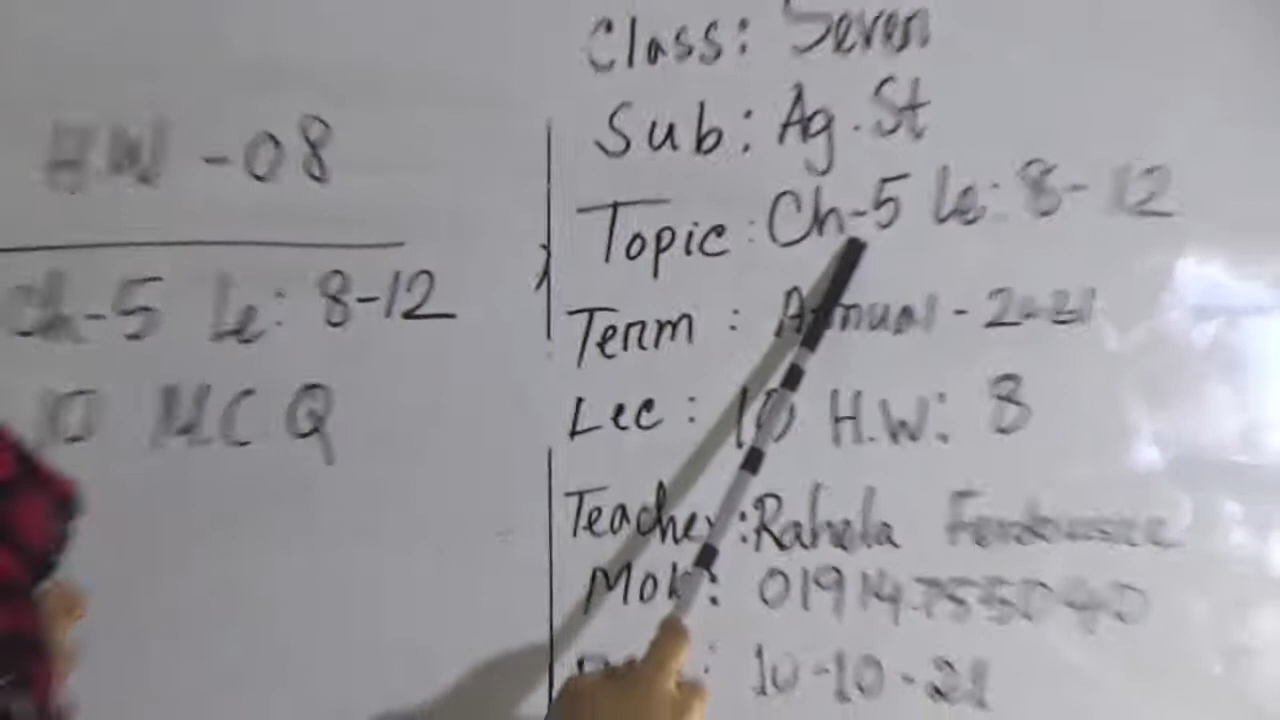 H.W - 08
Ch-5 Le: 8-12
10 MCQ
Class: Seven
Sub: Ag. St
Topic: Ch-5 Le: 8-12
Term: Annual - 2021
Lec: 10 H.W: 8
Teacher: Rahela
Mob:
10-10-21